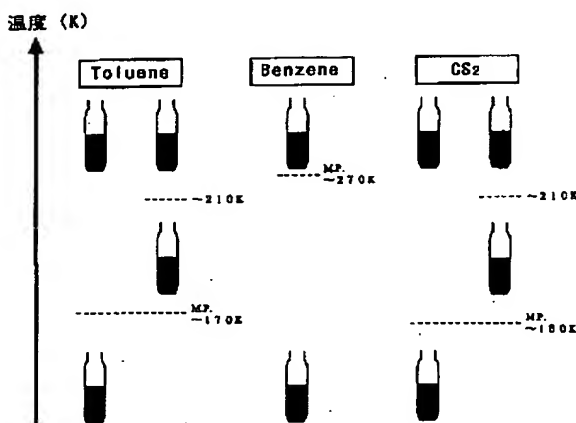 温度 (K)
Toluene
Benzene
CS2
M.P.
~270K
~210K
~210K
M.P.
~170K
M.P.
~160K